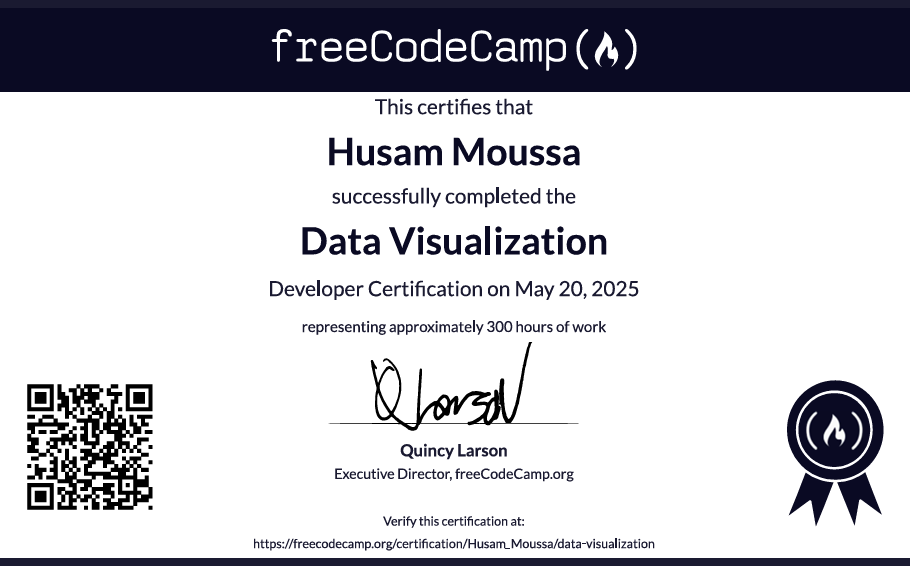 freeCodeCamp
This certifies that
Husam Moussa
successfully completed the
Data Visualization
Developer Certification on May 20, 2025
representing approximately 300 hours of work
Q Larson
Quincy Larson
Executive Director, freeCodeCamp.org
Verify this certification at:
https://freecodecamp.org/certification/Husam_Moussa/data-visualization